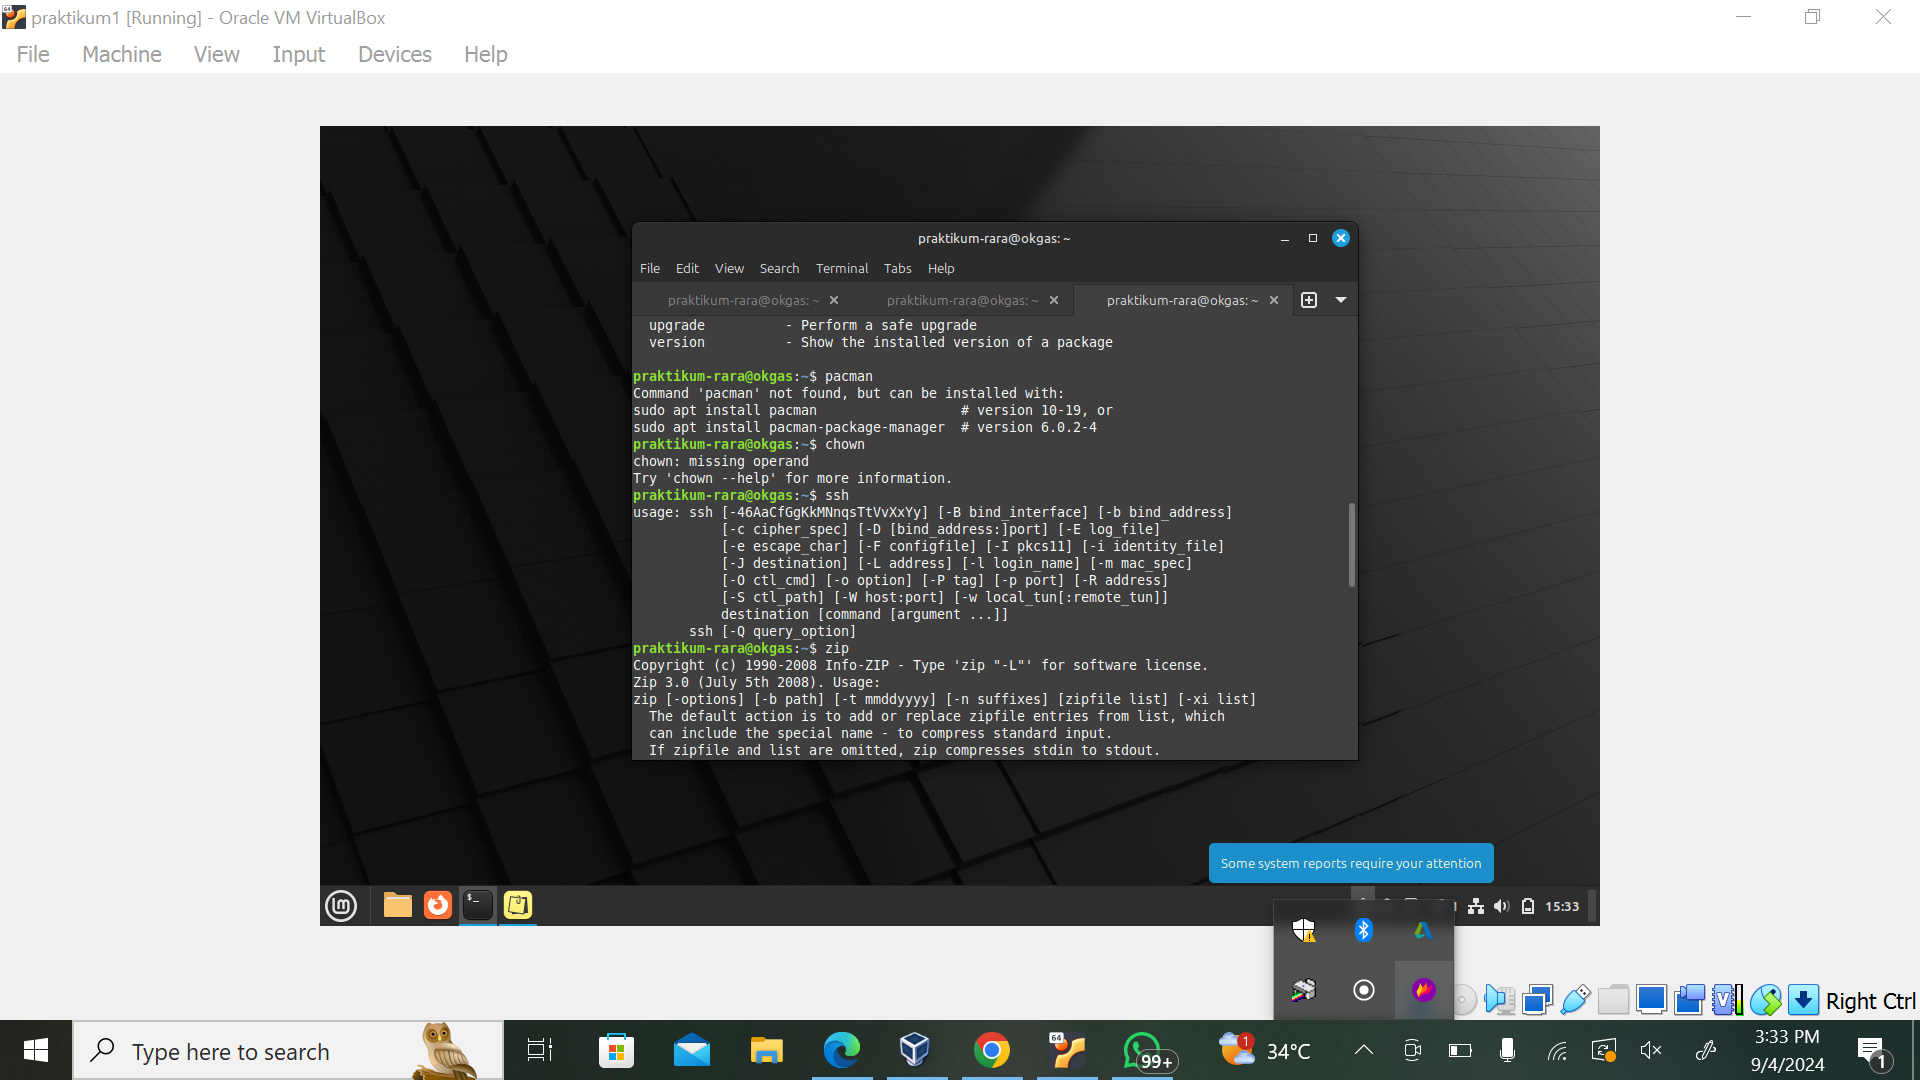 praktikum1 [Running] - Oracle VM VirtualBox
File Machine View Input Devices Help
praktikum-rara@okgas: ~
File Edit View Search Terminal Tabs Help
praktikum-rara@okgas: ~ praktikum-rara@okgas: ~ praktikum-rara@okgas: ~
  upgrade          - Perform a safe upgrade
  version          - Show the installed version of a package
praktikum-rara@okgas:~$ pacman
Command 'pacman' not found, but can be installed with:
sudo apt install pacman                  # version 10-19, or
sudo apt install pacman-package-manager  # version 6.0.2-4
praktikum-rara@okgas:~$ chown
chown: missing operand
Try 'chown --help' for more information.
praktikum-rara@okgas:~$ ssh
usage: ssh [-46AaCfGgKkMNnqsTtVvXxYy] [-B bind_interface] [-b bind_address]
           [-c cipher_spec] [-D [bind_address:]port] [-E log_file]
           [-e escape_char] [-F configfile] [-I pkcs11] [-i identity_file]
           [-J destination] [-L address] [-l login_name] [-m mac_spec]
           [-O ctl_cmd] [-o option] [-P tag] [-p port] [-R address]
           [-S ctl_path] [-W host:port] [-w local_tun[:remote_tun]]
           destination [command [argument ...]]
       ssh [-Q query_option]
praktikum-rara@okgas:~$ zip
Copyright (c) 1990-2008 Info-ZIP - Type 'zip "-L"' for software license.
Zip 3.0 (July 5th 2008). Usage:
zip [-options] [-b path] [-t mmddyyyy] [-n suffixes] [zipfile list] [-xi list]
  The default action is to add or replace zipfile entries from list, which
  can include the special name - to compress standard input.
  If zipfile and list are omitted, zip compresses stdin to stdout.
Some system reports require your attention
15:33
Right Ctrl
Type here to search
64
99+
1
34°C
3:33 PM
9/4/2024
1